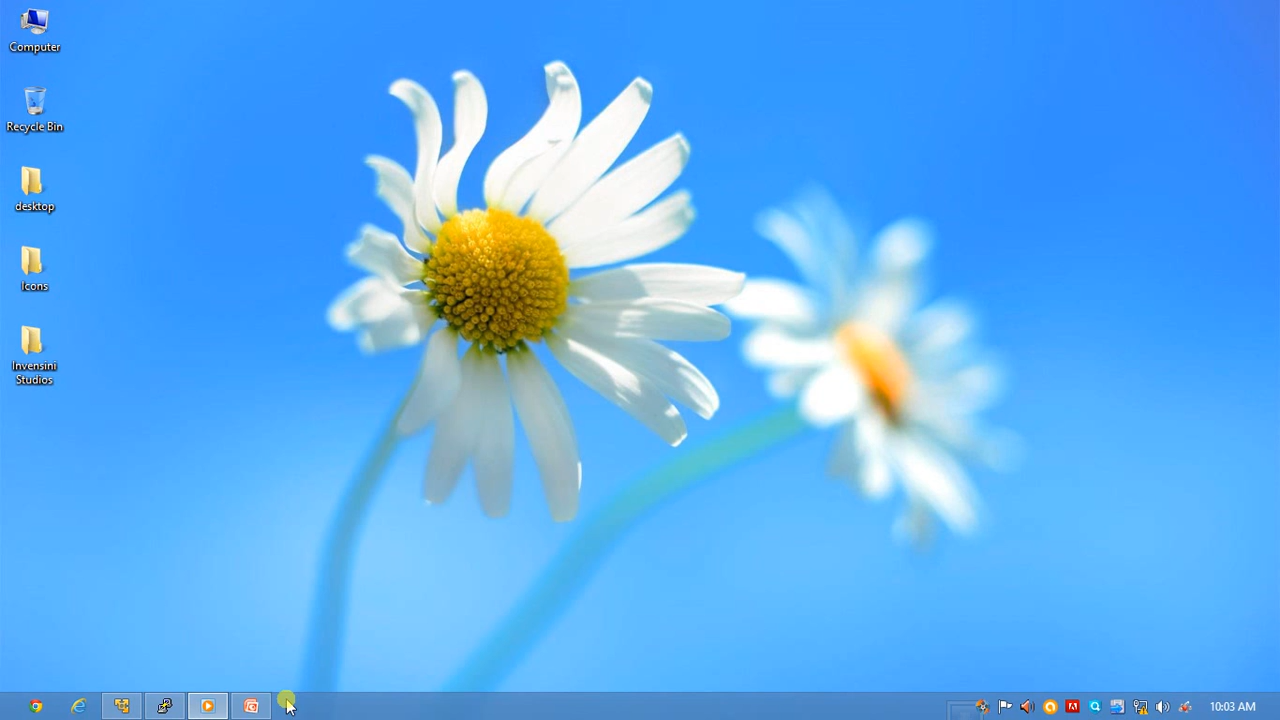 Computer
Recycle Bin
desktop
Icons
Invensini
Studios
10:03 AM